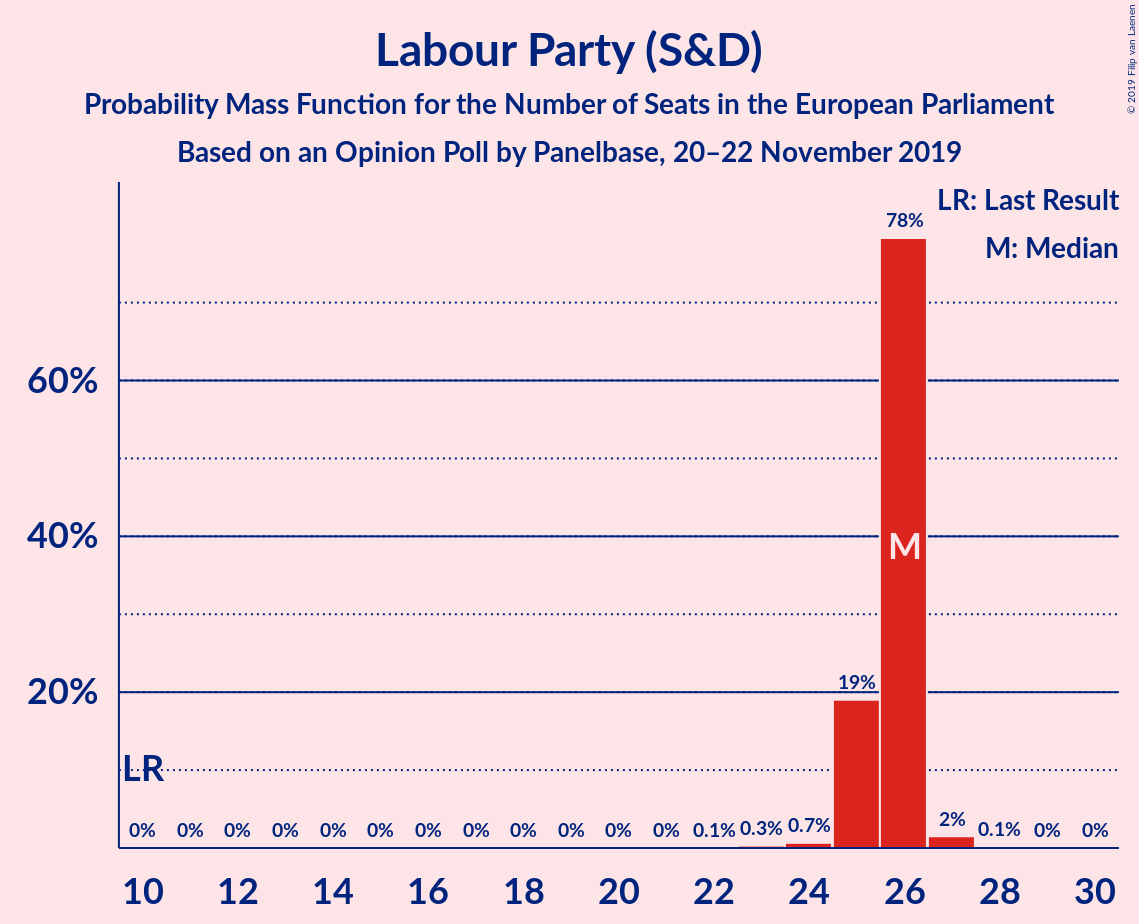 Labour Party (S&D)
Probability Mass Function for the Number of Seats in the European Parliament
Based on an Opinion Poll by Panelbase, 20–22 November 2019
© 2019 Filip van Laenen
LR: Last Result
M: Median
60%
40%
20%
78%
M
19%
LR
0% 0% 0% 0% 0% 0% 0% 0% 0% 0% 0% 0% 0.1% 0.3% 0.7% 2% 0.1% 0% 0%
10 12 14 16 18 20 22 24 26 28 30